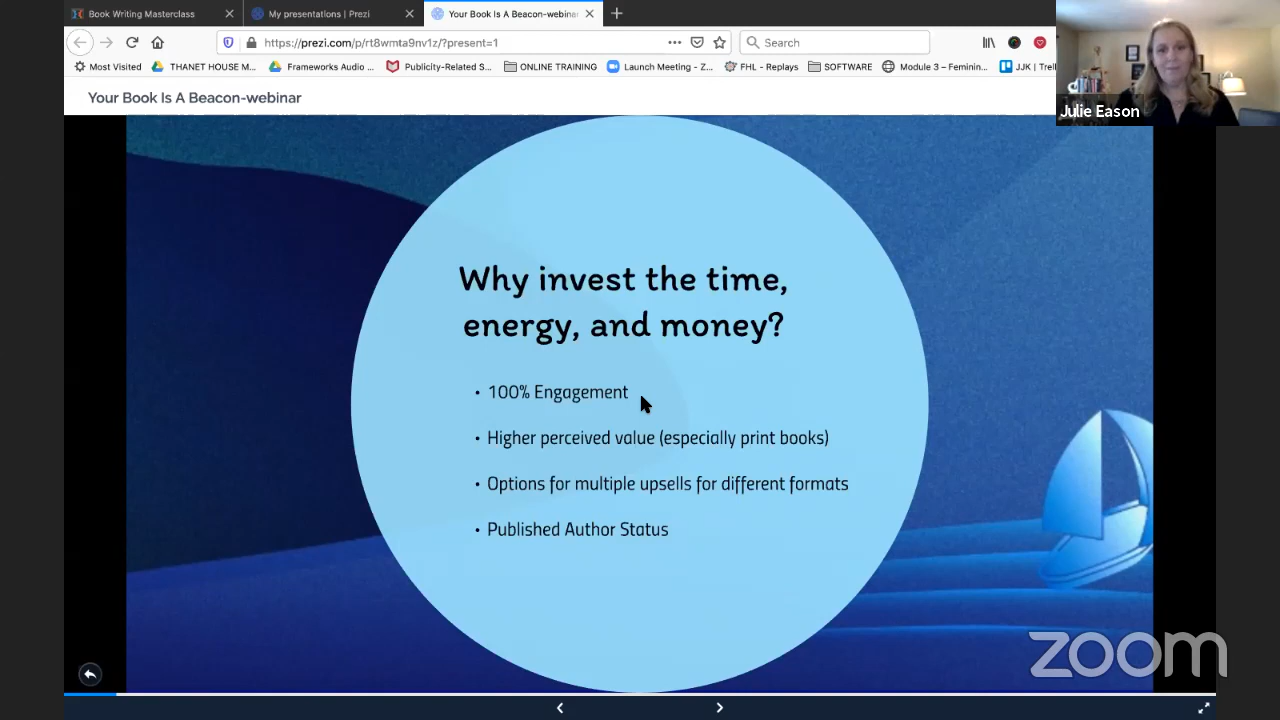 Book Writing Masterclass
My presentations | Prezi
Your Book Is A Beacon-webina
https://prezi.com/p/rt8wmta9nv1z/?present=1
Search
Most Visited
THANET HOUSE M...
Frameworks Audio ...
Publicity-Related S...
ONLINE TRAINING
Launch Meeting - Z...
FHL - Replays
SOFTWARE
Module 3 – Feminin...
JJK | Trell
Julie Eason
Your Book Is A Beacon-webinar
Why invest the time,
energy, and money?
• 100% Engagement
• Higher perceived value (especially print books)
• Options for multiple upsells for different formats
• Published Author Status
zoom